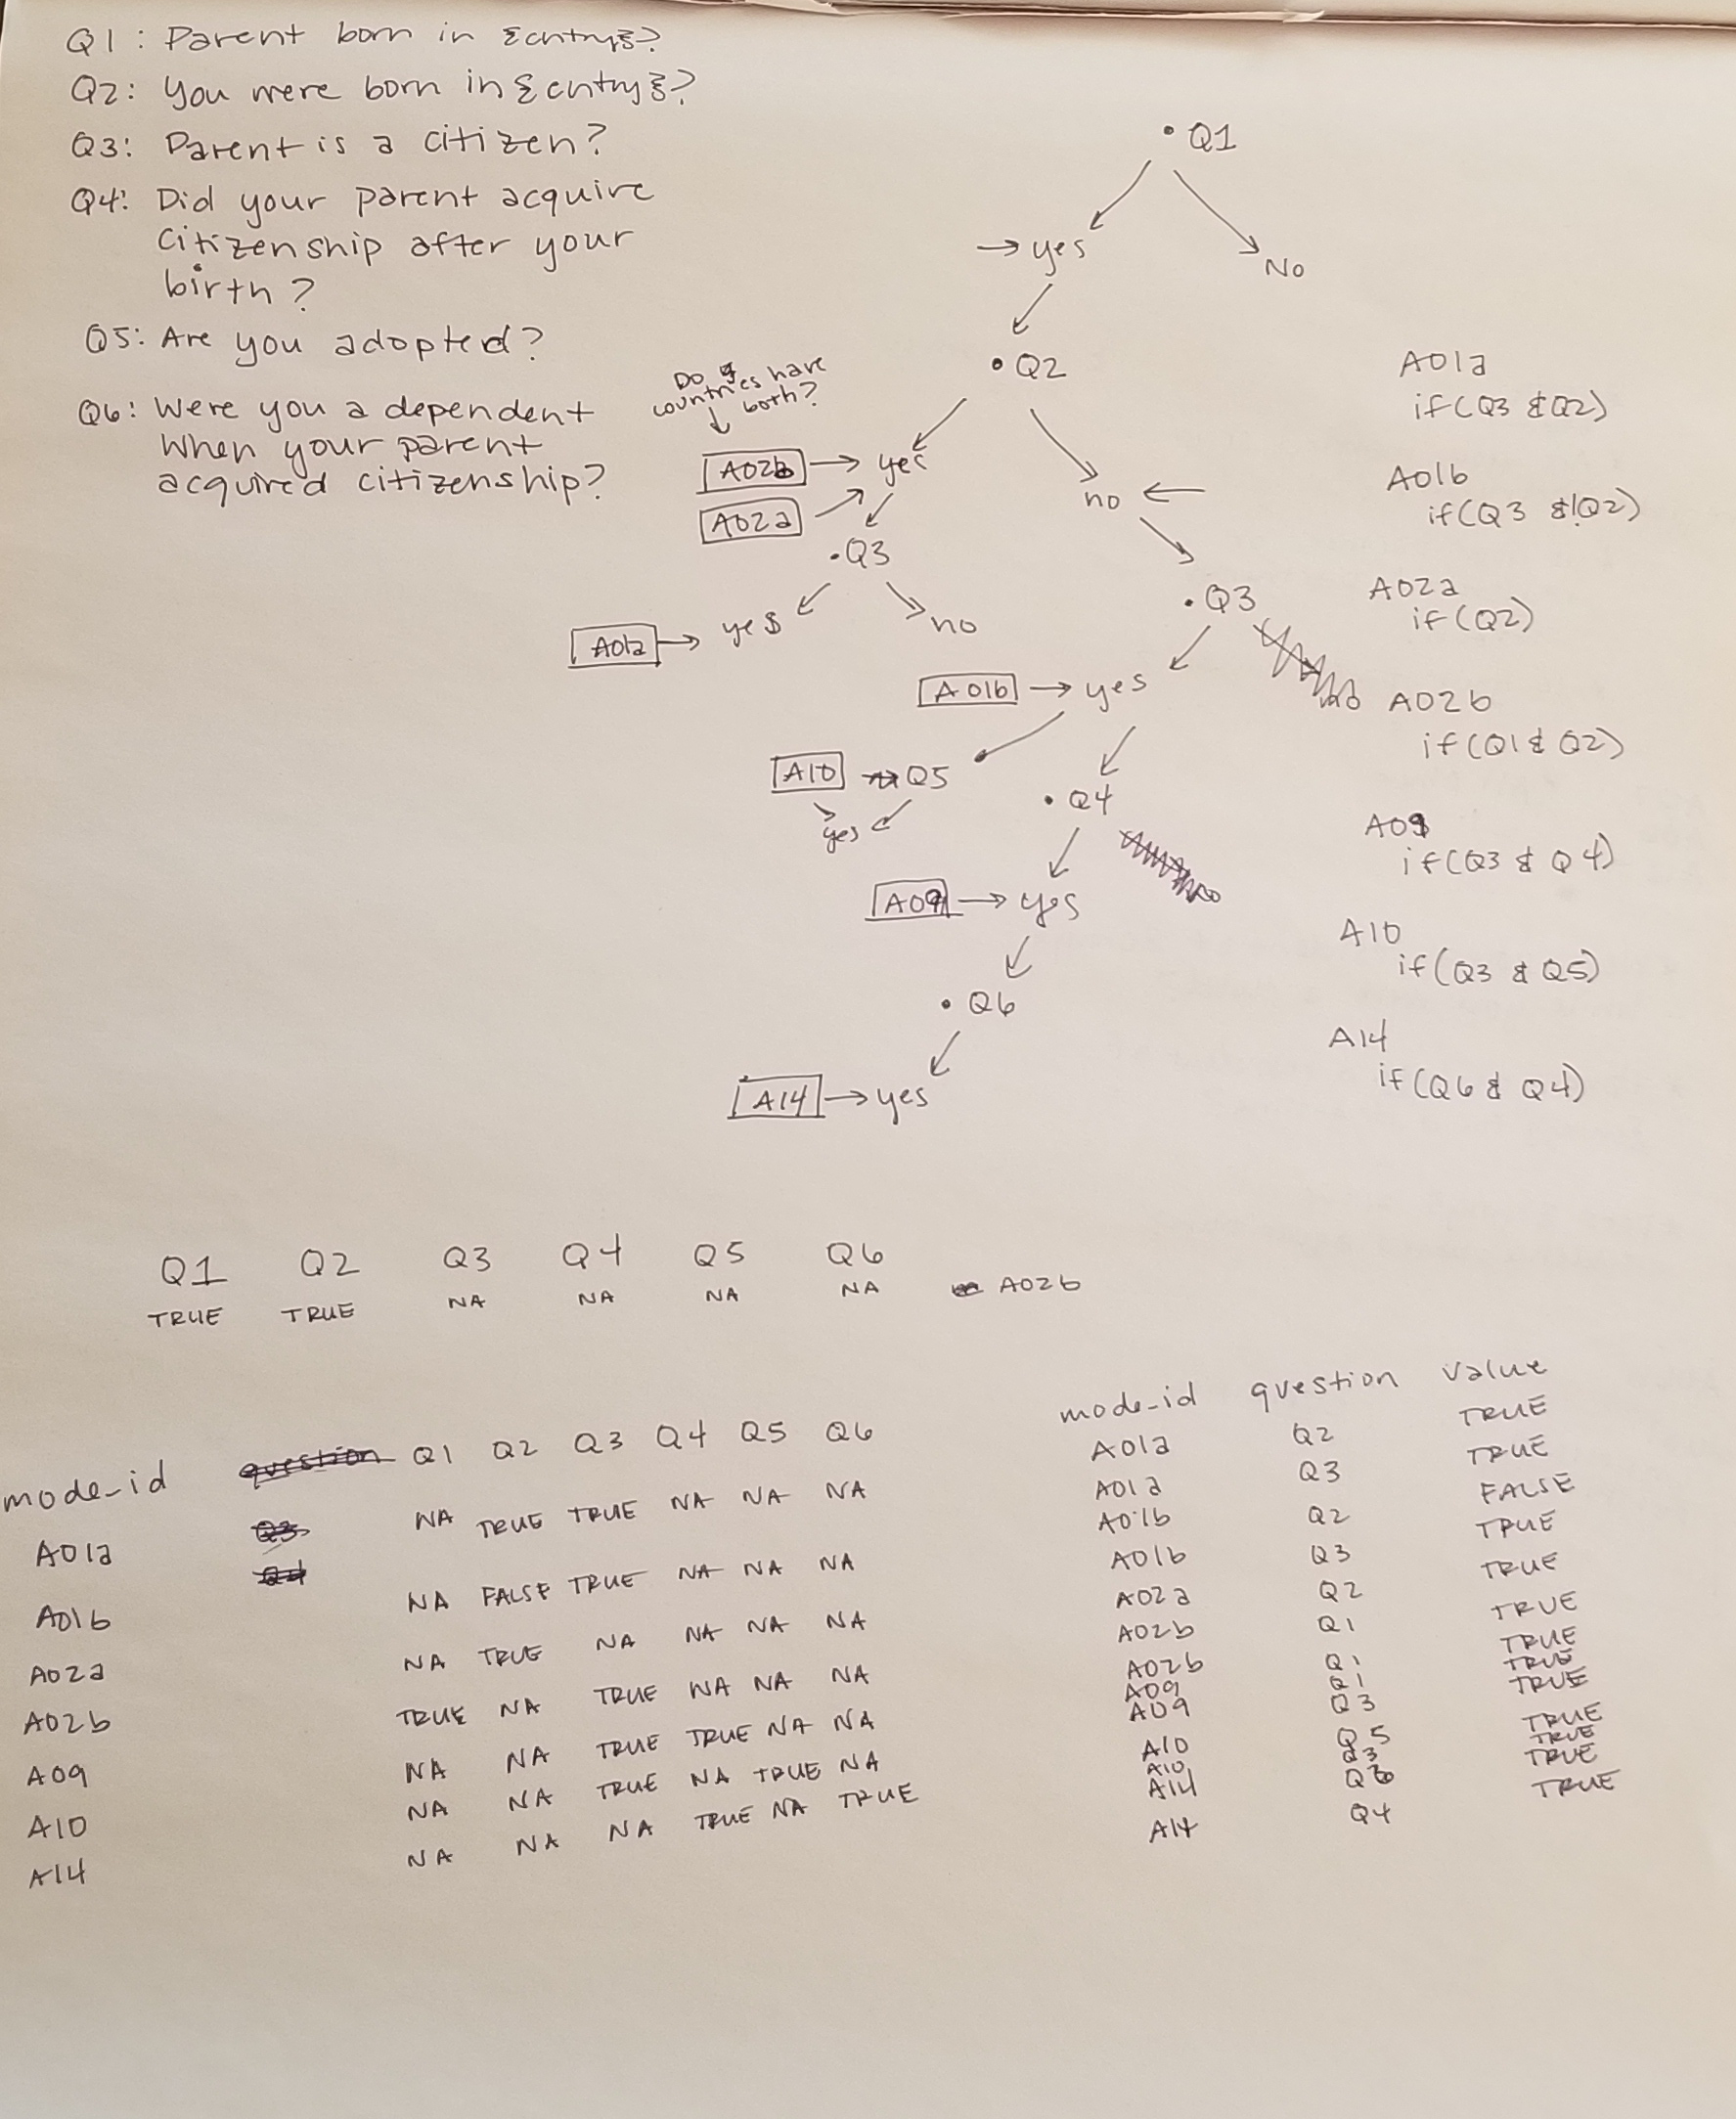 Q1: Parent born in {cntry}?
Q2: You were born in {cntry}?
Q3: Parent is a citizen?
Q4: Did your parent acquire
citizenship after your
birth?
Q5: Are you adopted?
Q6: Were you a dependent
when your parent
acquired citizenship?
• Q1
→ yes
No
• Q2
Do countries have
both?
A02b → yes
A02a
no ←
• Q3
A01a → yes
no
• Q3
A01b → yes
A10 Q5
yes
• Q4
A09 → yes
• Q6
A14 → yes
A01a
if(Q3 & Q2)
A01b
if(Q3 & !Q2)
A02a
if(Q2)
A02b
if(Q1 & Q2)
A09
if(Q3 & Q4)
A10
if(Q3 & Q5)
A14
if(Q6 & Q4)
Q1 Q2 Q3 Q4 Q5 Q6
TRUE TRUE NA NA NA NA A02b
mode_id question Q1 Q2 Q3 Q4 Q5 Q6
A01a Q3 NA TRUE TRUE NA NA NA
Q4
A01b NA FALSE TRUE NA NA NA
A02a NA TRUE NA NA NA NA
A02b TRUE NA TRUE NA NA NA
A09 NA NA TRUE TRUE NA NA
A10 NA NA TRUE NA TRUE NA
A14 NA NA NA TRUE NA TRUE
mode_id question value
A01a Q2 TRUE
A01a Q3 TRUE
A01b Q2 FALSE
A01b Q3 TRUE
A02a Q2 TRUE
A02b Q1 TRUE
A02b Q1 TRUE
A09 Q1 TRUE
A09 Q3 TRUE
A10 Q5 TRUE
A10 Q3 TRUE
A14 Q6 TRUE
A14 Q4 TRUE